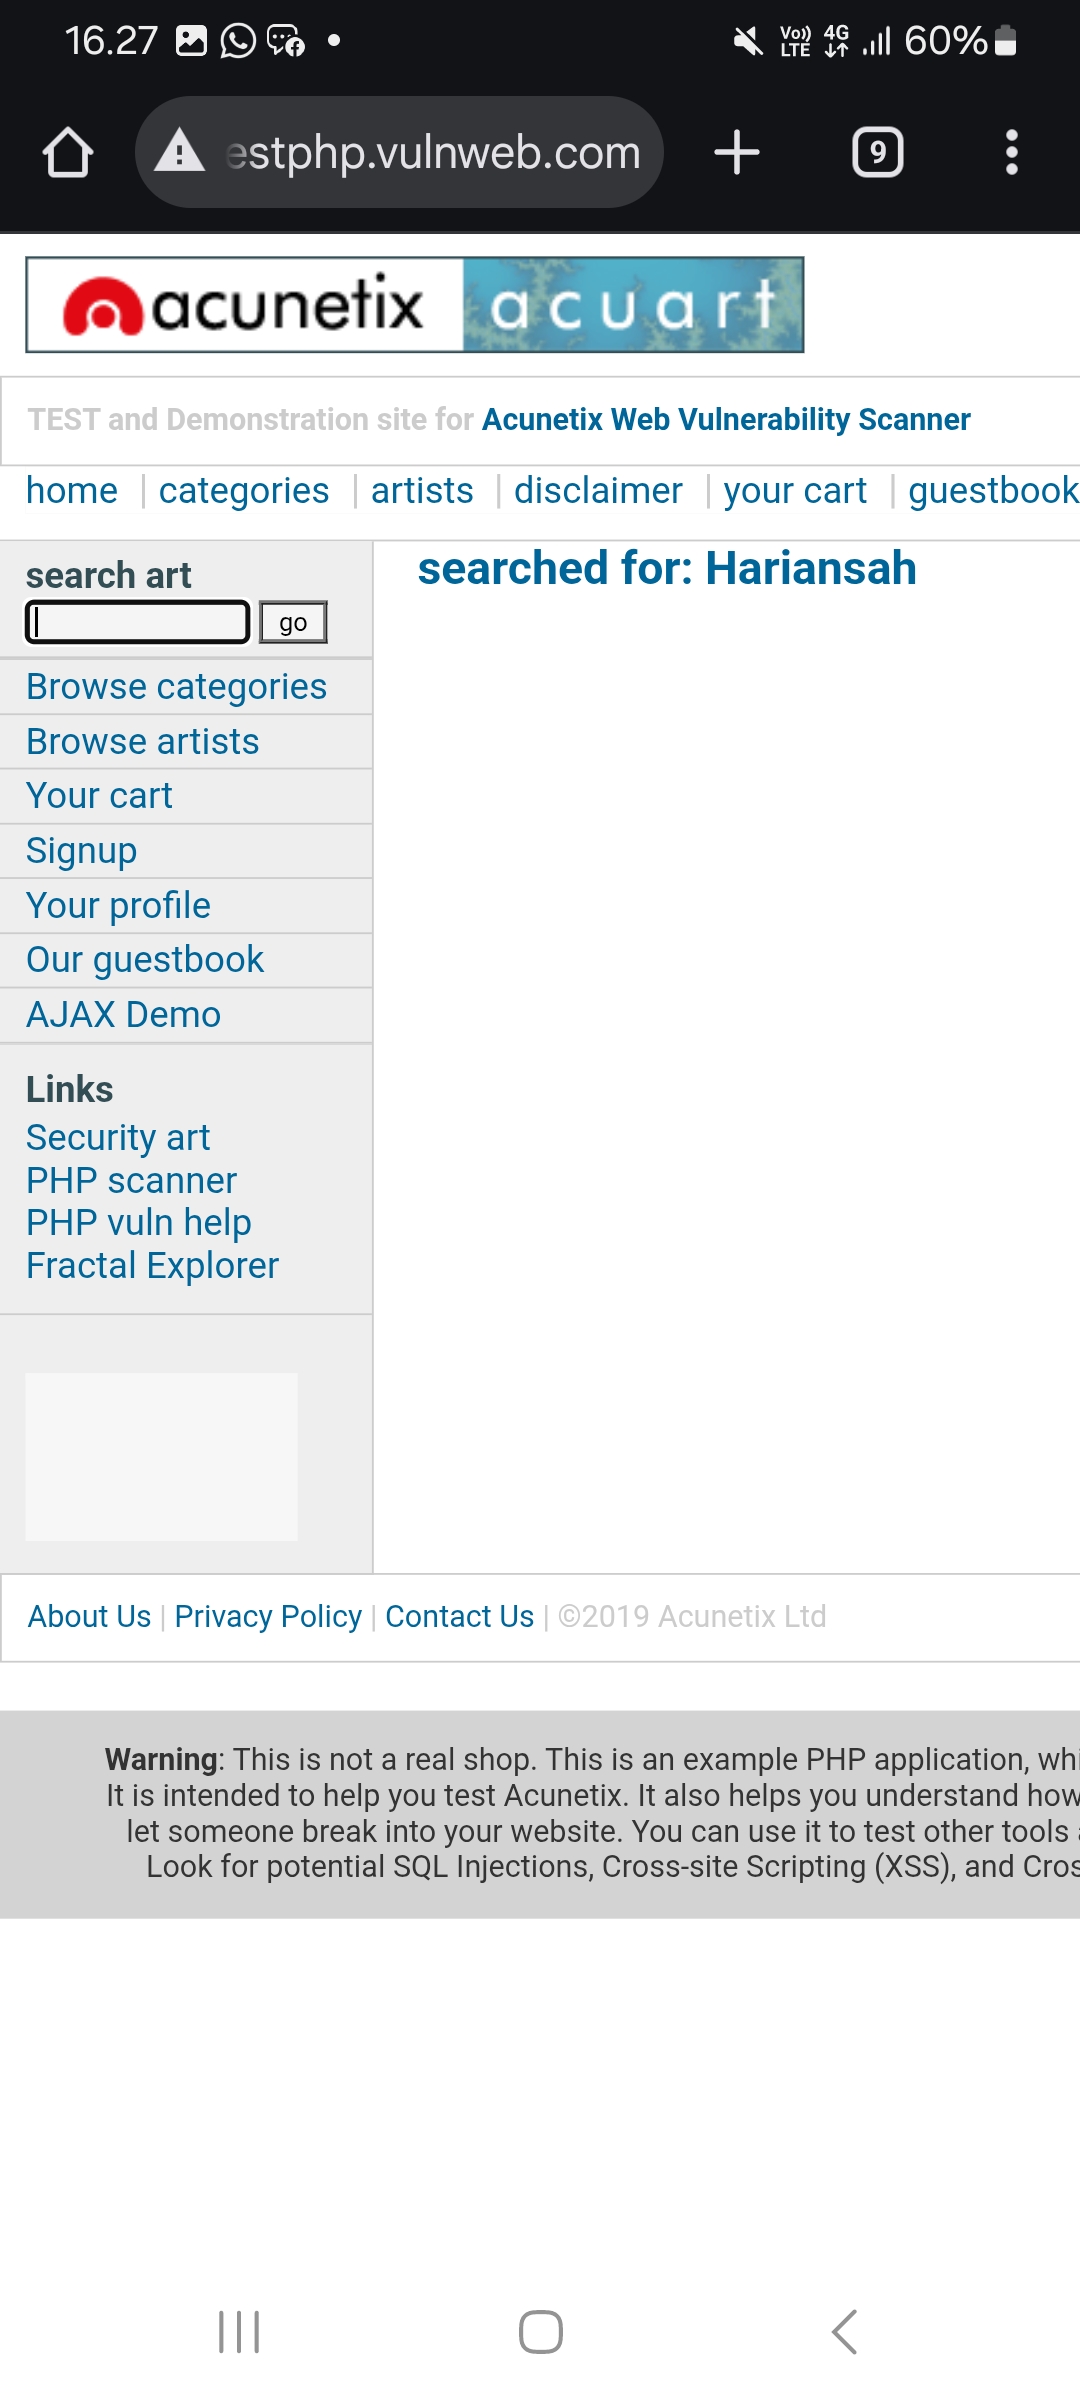 16.27
Vo)) LTE 4G 60%
estphp.vulnweb.com
9
acunetix acuart
TEST and Demonstration site for Acunetix Web Vulnerability Scanner
home | categories | artists | disclaimer | your cart | guestbook
search art
searched for: Hariansah
go
Browse categories
Browse artists
Your cart
Signup
Your profile
Our guestbook
AJAX Demo
Links
Security art
PHP scanner
PHP vuln help
Fractal Explorer
About Us | Privacy Policy | Contact Us | ©2019 Acunetix Ltd
Warning: This is not a real shop. This is an example PHP application, whi
It is intended to help you test Acunetix. It also helps you understand how
let someone break into your website. You can use it to test other tools
Look for potential SQL Injections, Cross-site Scripting (XSS), and Cros